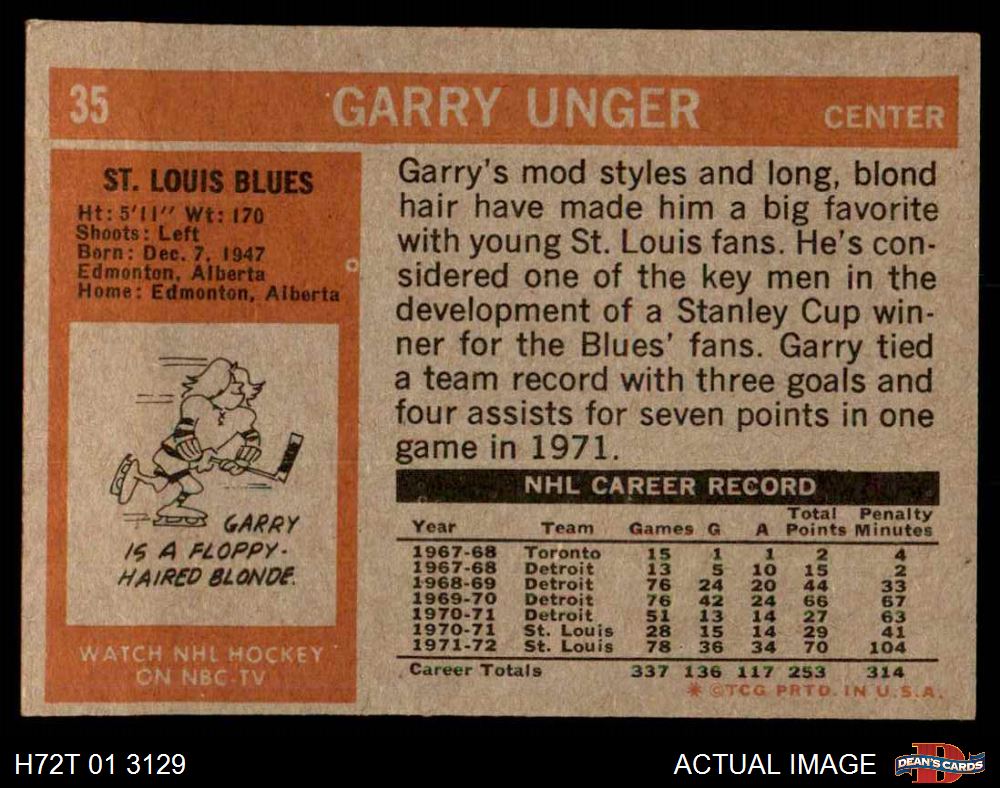 35 GARRY UNGER CENTER
ST. LOUIS BLUES
Ht: 5'11" Wt: 170
Shoots: Left
Born: Dec. 7, 1947
Edmonton, Alberta
Home: Edmonton, Alberta
GARRY
IS A FLOPPY-
HAIRED BLONDE.
WATCH NHL HOCKEY
ON NBC-TV
Garry's mod styles and long, blond
hair have made him a big favorite
with young St. Louis fans. He's con-
sidered one of the key men in the
development of a Stanley Cup win-
ner for the Blues' fans. Garry tied
a team record with three goals and
four assists for seven points in one
game in 1971.
NHL CAREER RECORD
Year Team Games G A Total Points Penalty Minutes
1967-68 Toronto 15 1 1 2 4
1967-68 Detroit 13 5 10 15 2
1968-69 Detroit 76 24 20 44 33
1969-70 Detroit 76 42 24 66 67
1970-71 Detroit 51 13 14 27 63
1970-71 St. Louis 28 15 14 29 41
1971-72 St. Louis 78 36 34 70 104
Career Totals 337 136 117 253 314
* ©TCG PRTD. IN U.S.A.
H72T 01 3129 ACTUAL IMAGE DEAN'S CARDS